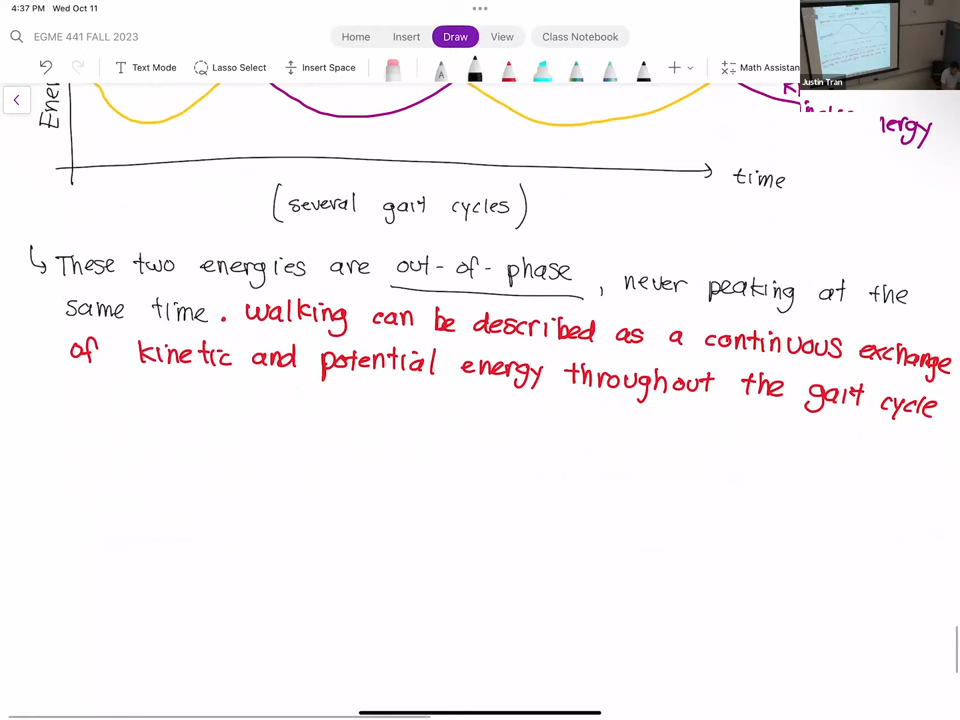 4:37 PM Wed Oct 11
EGME 441 FALL 2023
Home Insert Draw View Class Notebook
Text Mode Lasso Select Insert Space Math Assistan
Justin Tran
Ener
ergy
time
(several gait cycles)
These two energies are out-of-phase, never peaking at the
same time. walking can be described as a continuous exchange
of kinetic and potential energy throughout the gait cycle